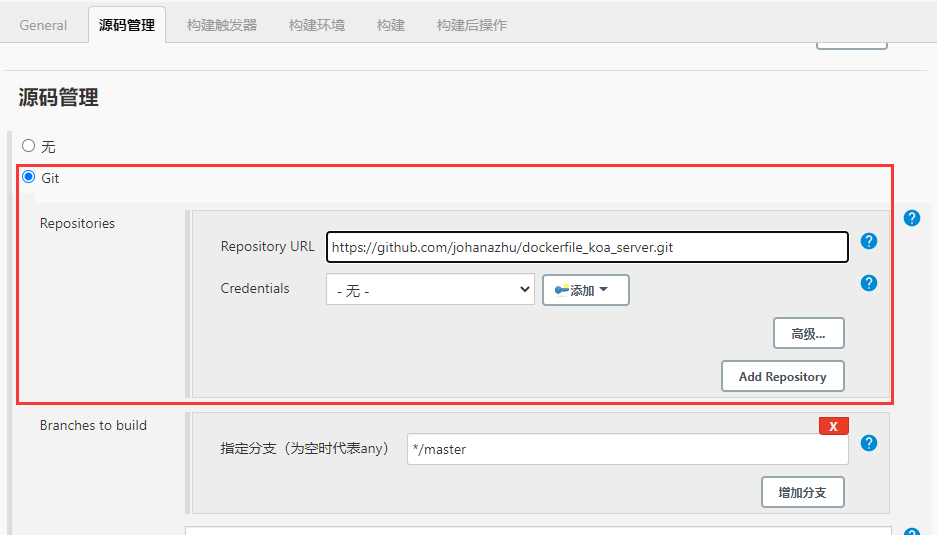 General 源码管理 构建触发器 构建环境 构建 构建后操作
源码管理
无
Git
Repositories
Repository URL https://github.com/johanazhu/dockerfile_koa_server.git
Credentials - 无 - 添加
高级...
Add Repository
Branches to build
X
指定分支（为空时代表any） */master
增加分支